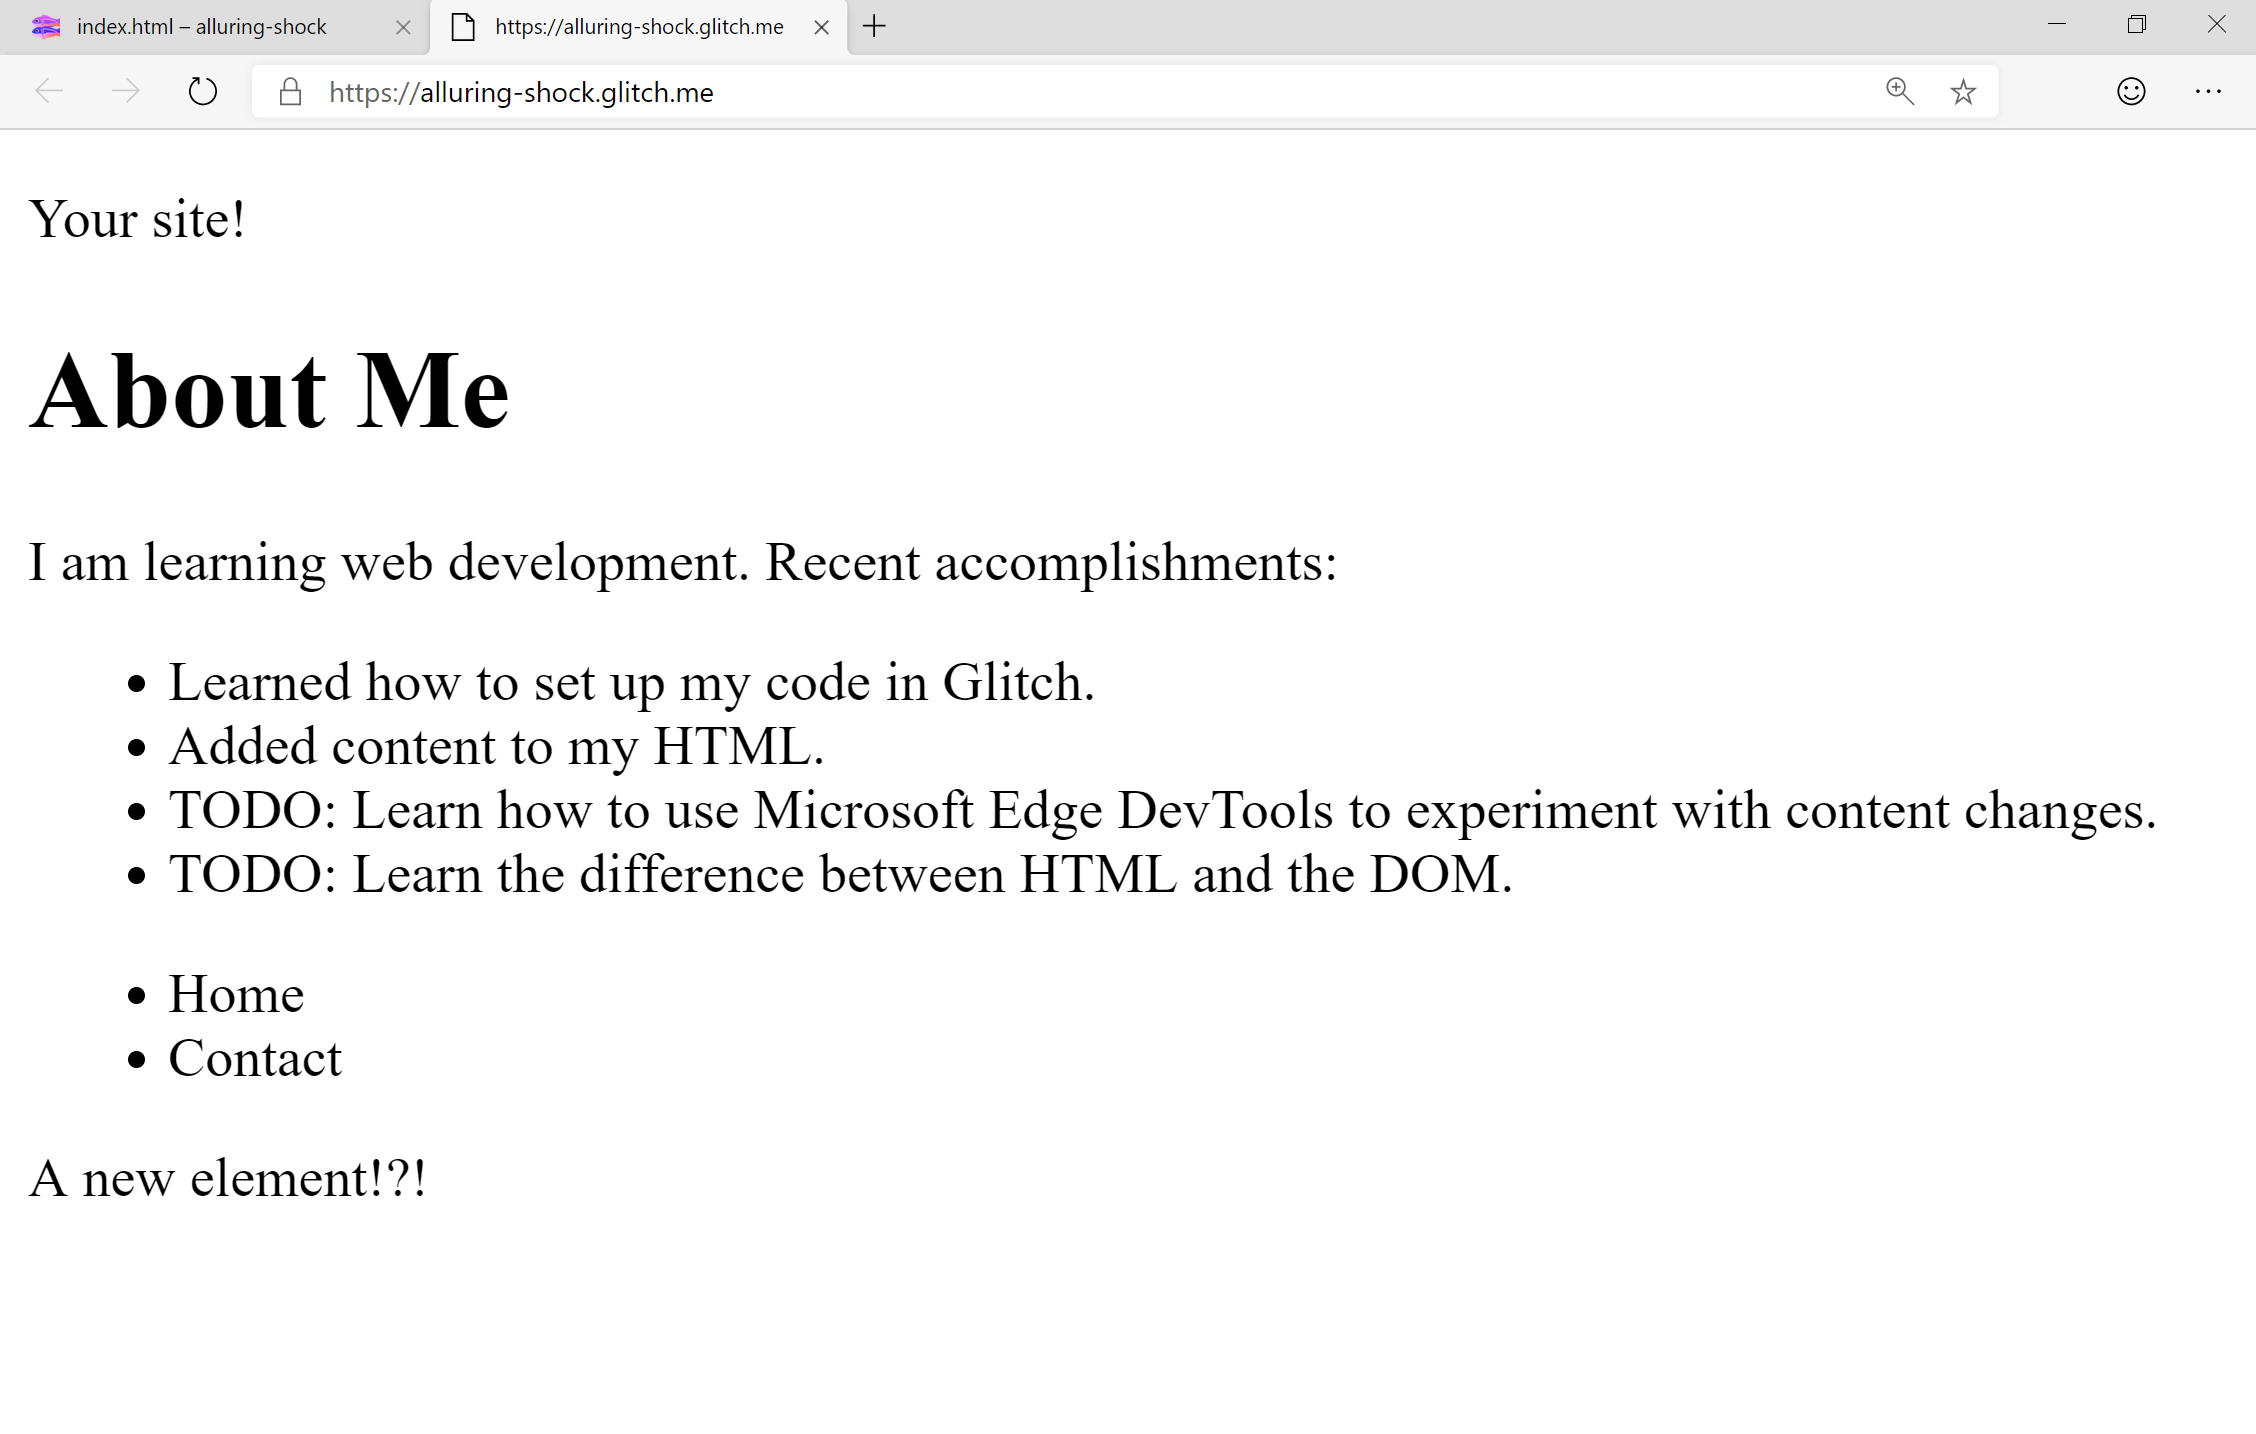 index.html – alluring-shock
https://alluring-shock.glitch.me
https://alluring-shock.glitch.me
Your site!
About Me
I am learning web development. Recent accomplishments:
• Learned how to set up my code in Glitch.
• Added content to my HTML.
• TODO: Learn how to use Microsoft Edge DevTools to experiment with content changes.
• TODO: Learn the difference between HTML and the DOM.
• Home
• Contact
A new element!?!